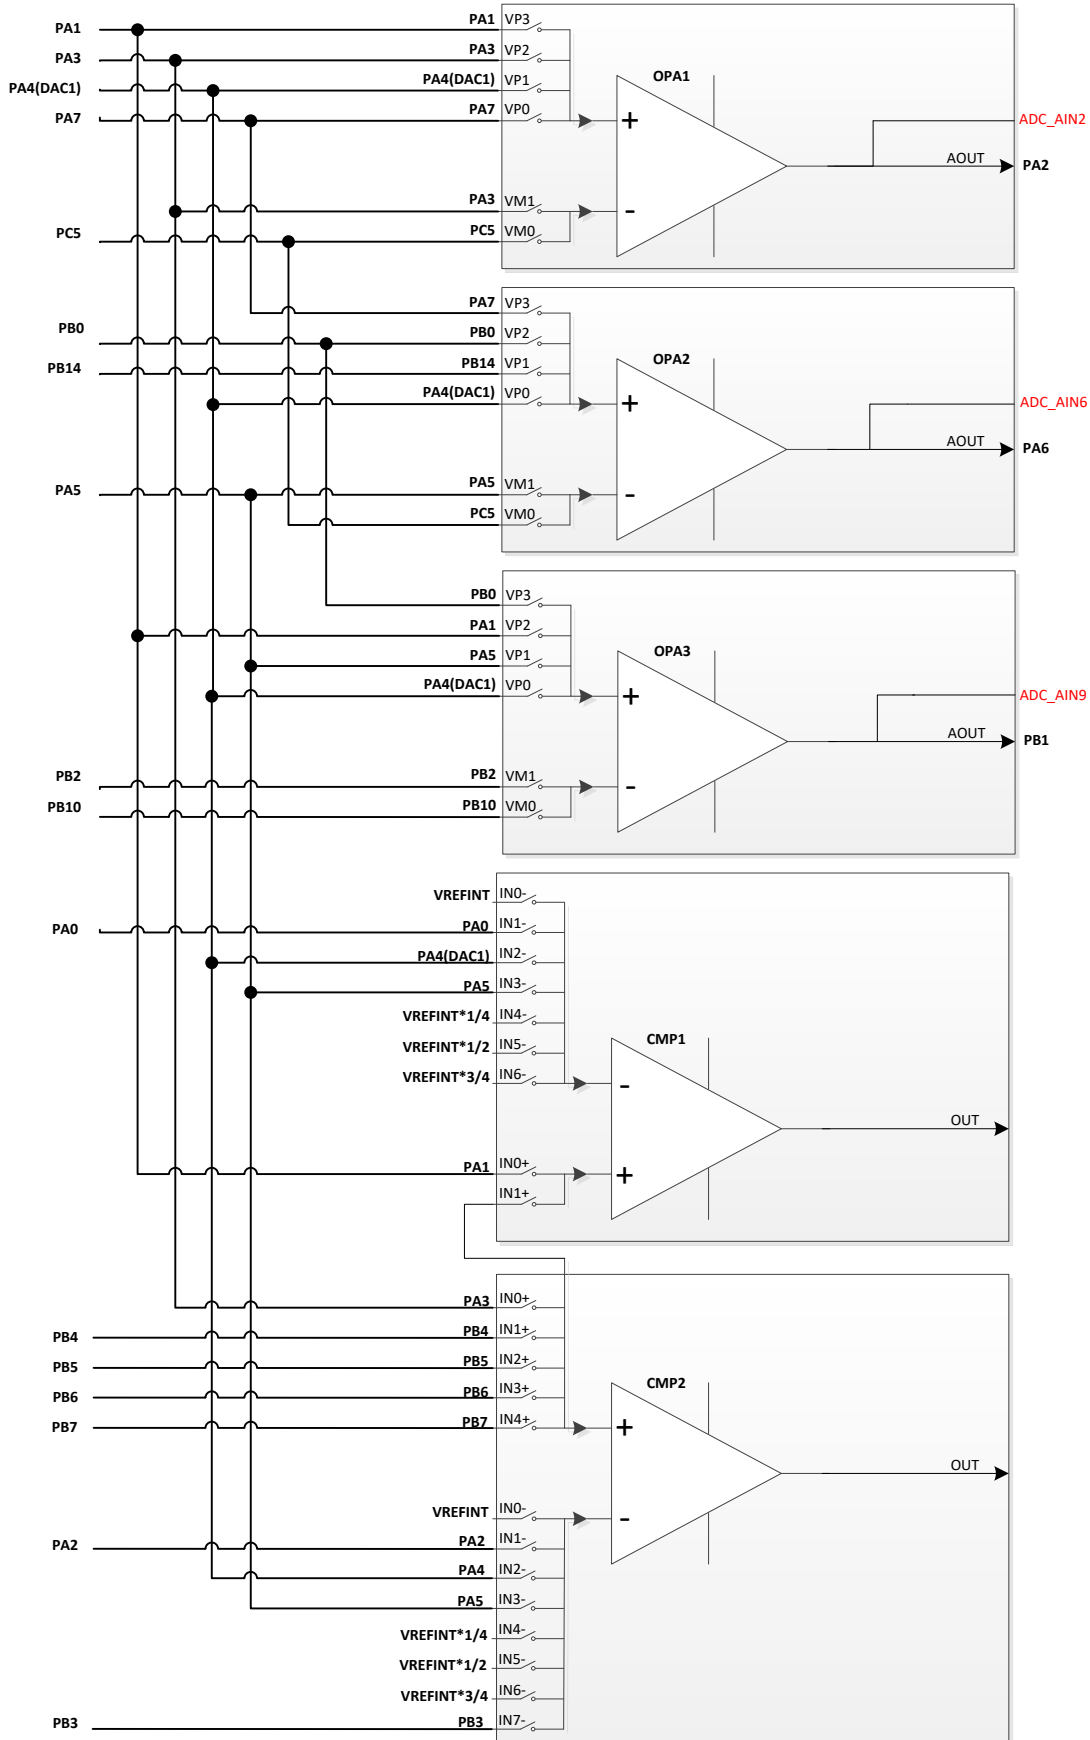 PA1 PA1 VP3
PA3 PA3 VP2 OPA1
PA4(DAC1) PA4(DAC1) VP1
PA7 PA7 VP0 + ADC_AIN2
AOUT PA2
PA3 VM1 -
PC5 PC5 VM0
PA7 VP3
PB0 PB0 VP2 OPA2
PB14 PB14 VP1
PA4(DAC1) VP0 + ADC_AIN6
AOUT PA6
PA5 PA5 VM1 -
PC5 VM0
PB0 VP3
PA1 VP2 OPA3
PA5 VP1
PA4(DAC1) VP0 + ADC_AIN9
AOUT PB1
PB2 PB2 VM1 -
PB10 PB10 VM0
VREFINT IN0-
PA0 PA0 IN1-
PA4(DAC1) IN2-
PA5 IN3-
VREFINT*1/4 IN4-
VREFINT*1/2 IN5- CMP1
VREFINT*3/4 IN6- -
OUT
PA1 IN0+ +
IN1+
PA3 IN0+
PB4 PB4 IN1+
PB5 PB5 IN2+
PB6 PB6 IN3+ CMP2
PB7 PB7 IN4+ +
OUT
VREFINT IN0- -
PA2 PA2 IN1-
PA4 IN2-
PA5 IN3-
VREFINT*1/4 IN4-
VREFINT*1/2 IN5-
VREFINT*3/4 IN6-
PB3 PB3 IN7-